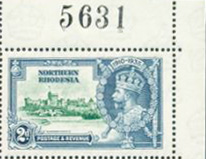 5631
1910-1935
NORTHERN
RHODESIA
2D
POSTAGE & REVENUE